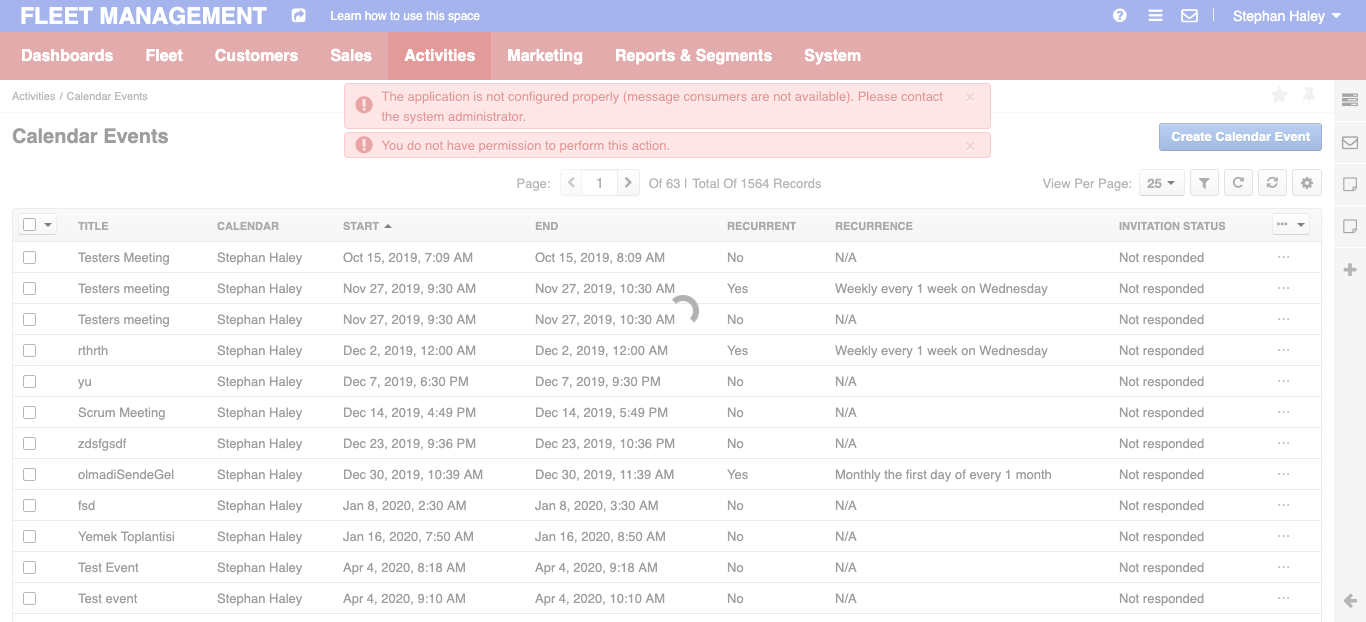 FLEET MANAGEMENT Learn how to use this space Stephan Haley
Dashboards Fleet Customers Sales Activities Marketing Reports & Segments System
Activities / Calendar Events
The application is not configured properly (message consumers are not available). Please contact
the system administrator.
You do not have permission to perform this action.
Calendar Events
Create Calendar Event
Page: 1 Of 63 | Total Of 1564 Records View Per Page: 25
TITLE CALENDAR START END RECURRENT RECURRENCE INVITATION STATUS
Testers Meeting Stephan Haley Oct 15, 2019, 7:09 AM Oct 15, 2019, 8:09 AM No N/A Not responded
Testers meeting Stephan Haley Nov 27, 2019, 9:30 AM Nov 27, 2019, 10:30 AM Yes Weekly every 1 week on Wednesday Not responded
Testers meeting Stephan Haley Nov 27, 2019, 9:30 AM Nov 27, 2019, 10:30 AM No N/A Not responded
rthrth Stephan Haley Dec 2, 2019, 12:00 AM Dec 2, 2019, 12:00 AM Yes Weekly every 1 week on Wednesday Not responded
yu Stephan Haley Dec 7, 2019, 6:30 PM Dec 7, 2019, 9:30 PM No N/A Not responded
Scrum Meeting Stephan Haley Dec 14, 2019, 4:49 PM Dec 14, 2019, 5:49 PM No N/A Not responded
zdsfgsdf Stephan Haley Dec 23, 2019, 9:36 PM Dec 23, 2019, 10:36 PM No N/A Not responded
olmadiSendeGel Stephan Haley Dec 30, 2019, 10:39 AM Dec 30, 2019, 11:39 AM Yes Monthly the first day of every 1 month Not responded
fsd Stephan Haley Jan 8, 2020, 2:30 AM Jan 8, 2020, 3:30 AM No N/A Not responded
Yemek Toplantisi Stephan Haley Jan 16, 2020, 7:50 AM Jan 16, 2020, 8:50 AM No N/A Not responded
Test Event Stephan Haley Apr 4, 2020, 8:18 AM Apr 4, 2020, 9:18 AM No N/A Not responded
Test event Stephan Haley Apr 4, 2020, 9:10 AM Apr 4, 2020, 10:10 AM No N/A Not responded